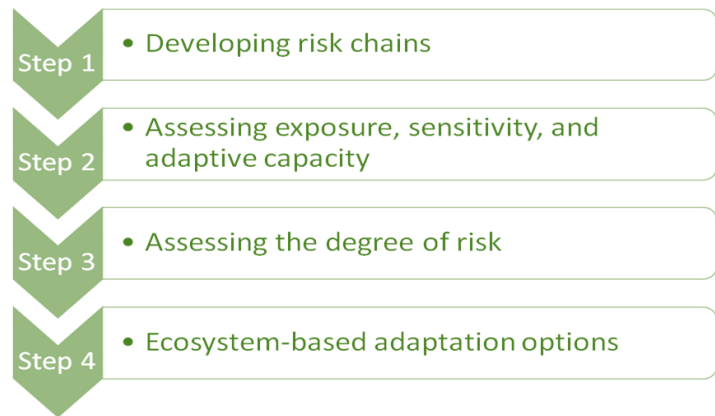 Step 1
• Developing risk chains
Step 2
• Assessing exposure, sensitivity, and
adaptive capacity
Step 3
• Assessing the degree of risk
Step 4
• Ecosystem-based adaptation options